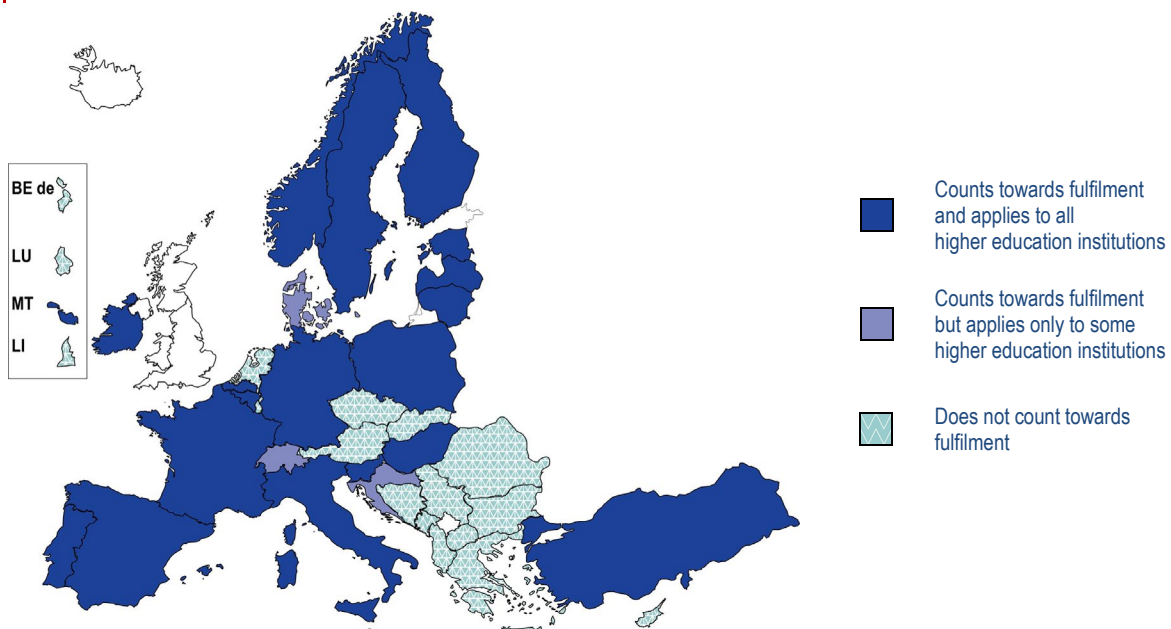 BE de
LU
MT
LI
Counts towards fulfilment
and applies to all
higher education institutions
Counts towards fulfilment
but applies only to some
higher education institutions
Does not count towards
fulfilment